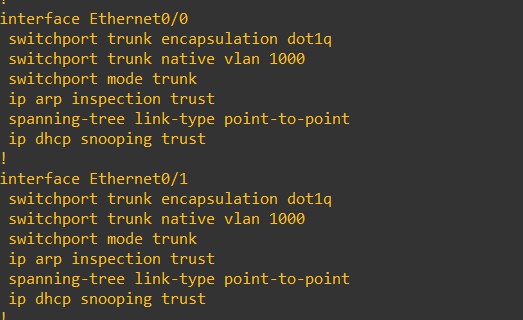 !
interface Ethernet0/0
 switchport trunk encapsulation dot1q
 switchport trunk native vlan 1000
 switchport mode trunk
 ip arp inspection trust
 spanning-tree link-type point-to-point
 ip dhcp snooping trust
!
interface Ethernet0/1
 switchport trunk encapsulation dot1q
 switchport trunk native vlan 1000
 switchport mode trunk
 ip arp inspection trust
 spanning-tree link-type point-to-point
 ip dhcp snooping trust
!